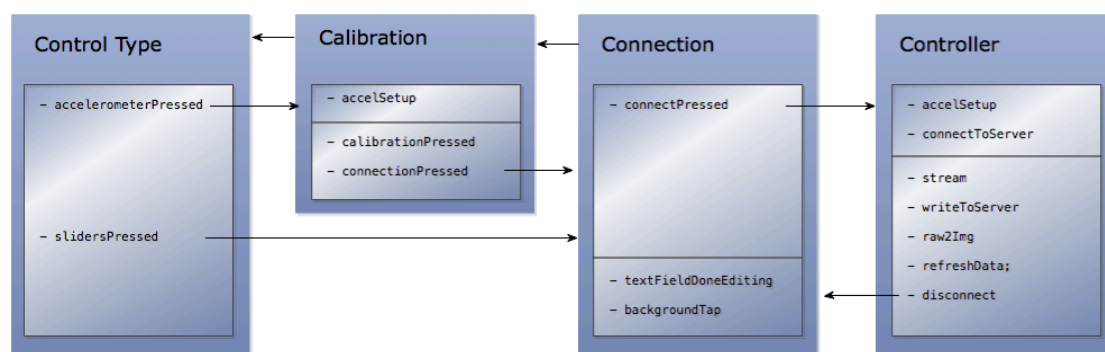 Control Type
- accelerometerPressed
- slidersPressed
Calibration
- accelSetup
- calibrationPressed
- connectionPressed
Connection
- connectPressed
- textFieldDoneEditing
- backgroundTap
Controller
- accelSetup
- connectToServer
- stream
- writeToServer
- raw2Img
- refreshData;
- disconnect